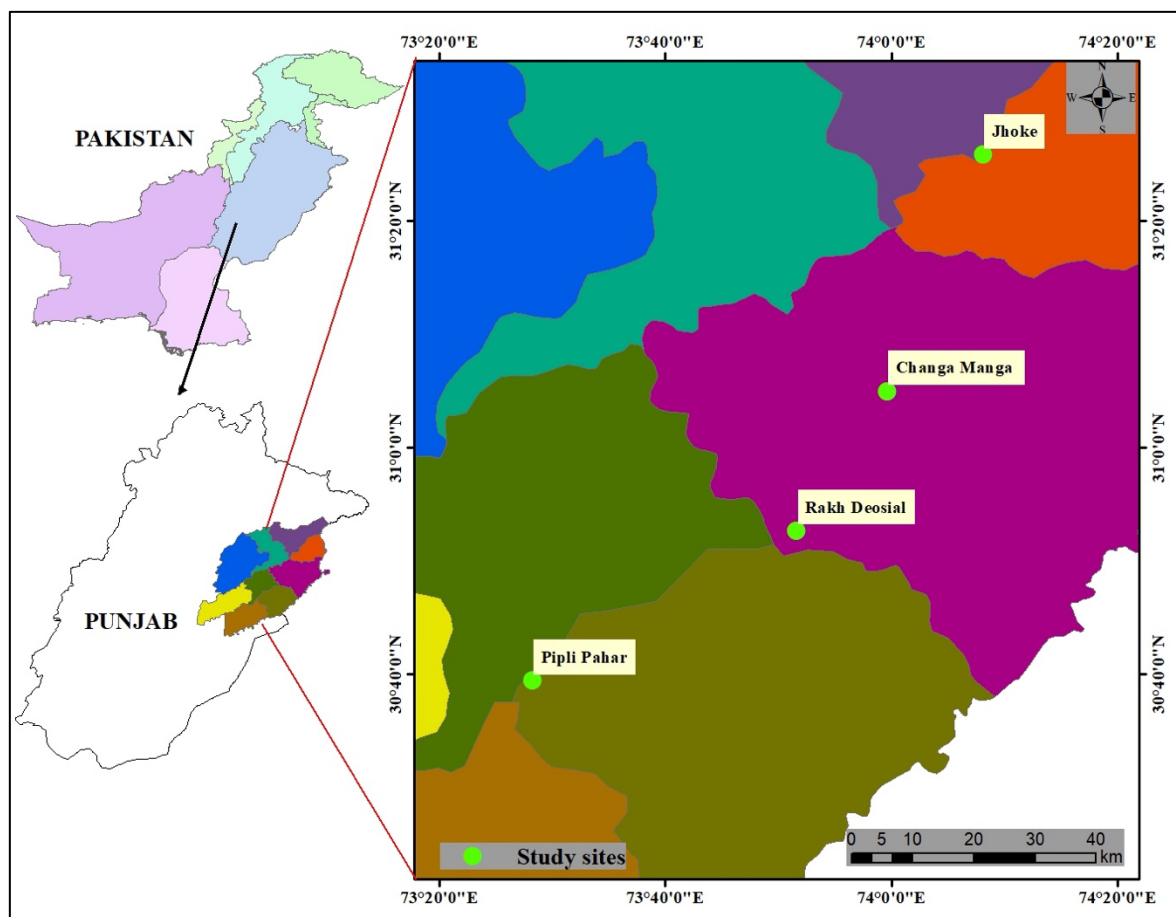 PAKISTAN
PUNJAB
73°20'0"E
73°40'0"E
74°0'0"E
74°20'0"E
N
W
E
S
Jhoke
Changa Manga
Rakh Deosial
Pipli Pahar
31°20'0"N
31°0'0"N
30°40'0"N
31°20'0"N
31°0'0"N
30°40'0"N
Study sites
0 5 10 20 30 40
km
73°20'0"E
73°40'0"E
74°0'0"E
74°20'0"E